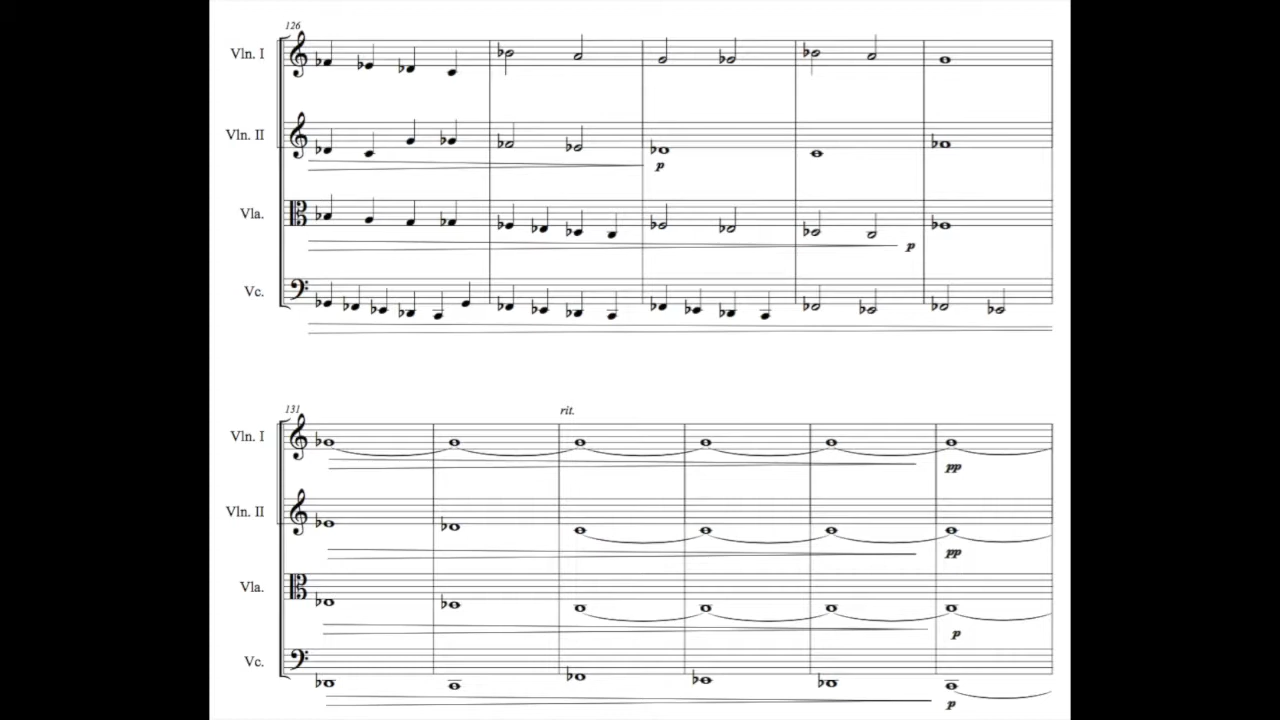 126
Vln. I
Vln. II
p
Vla.
p
Vc.
131
rit.
Vln. I
pp
Vln. II
pp
Vla.
p
Vc.
p